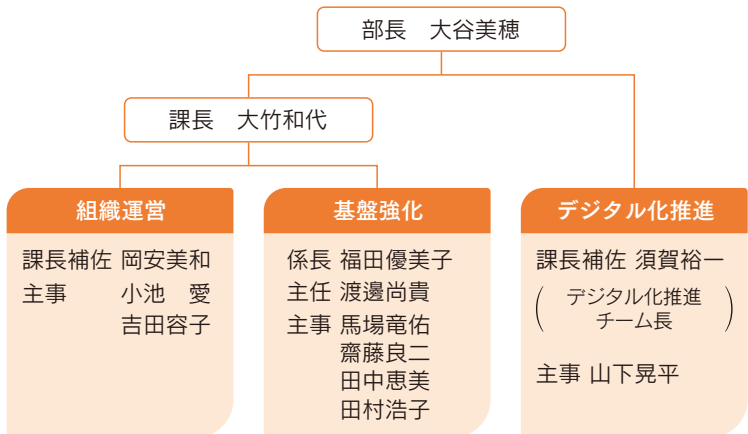 部長　大谷美穂
課長　大竹和代
組織運営
課長補佐 岡安美和
主事　小池　愛
吉田容子
基盤強化
係長 福田優美子
主任 渡邊尚貴
主事 馬場竜佑
齋藤良二
田中恵美
田村浩子
デジタル化推進
課長補佐 須賀裕一
（デジタル化推進
チーム長）
主事 山下晃平